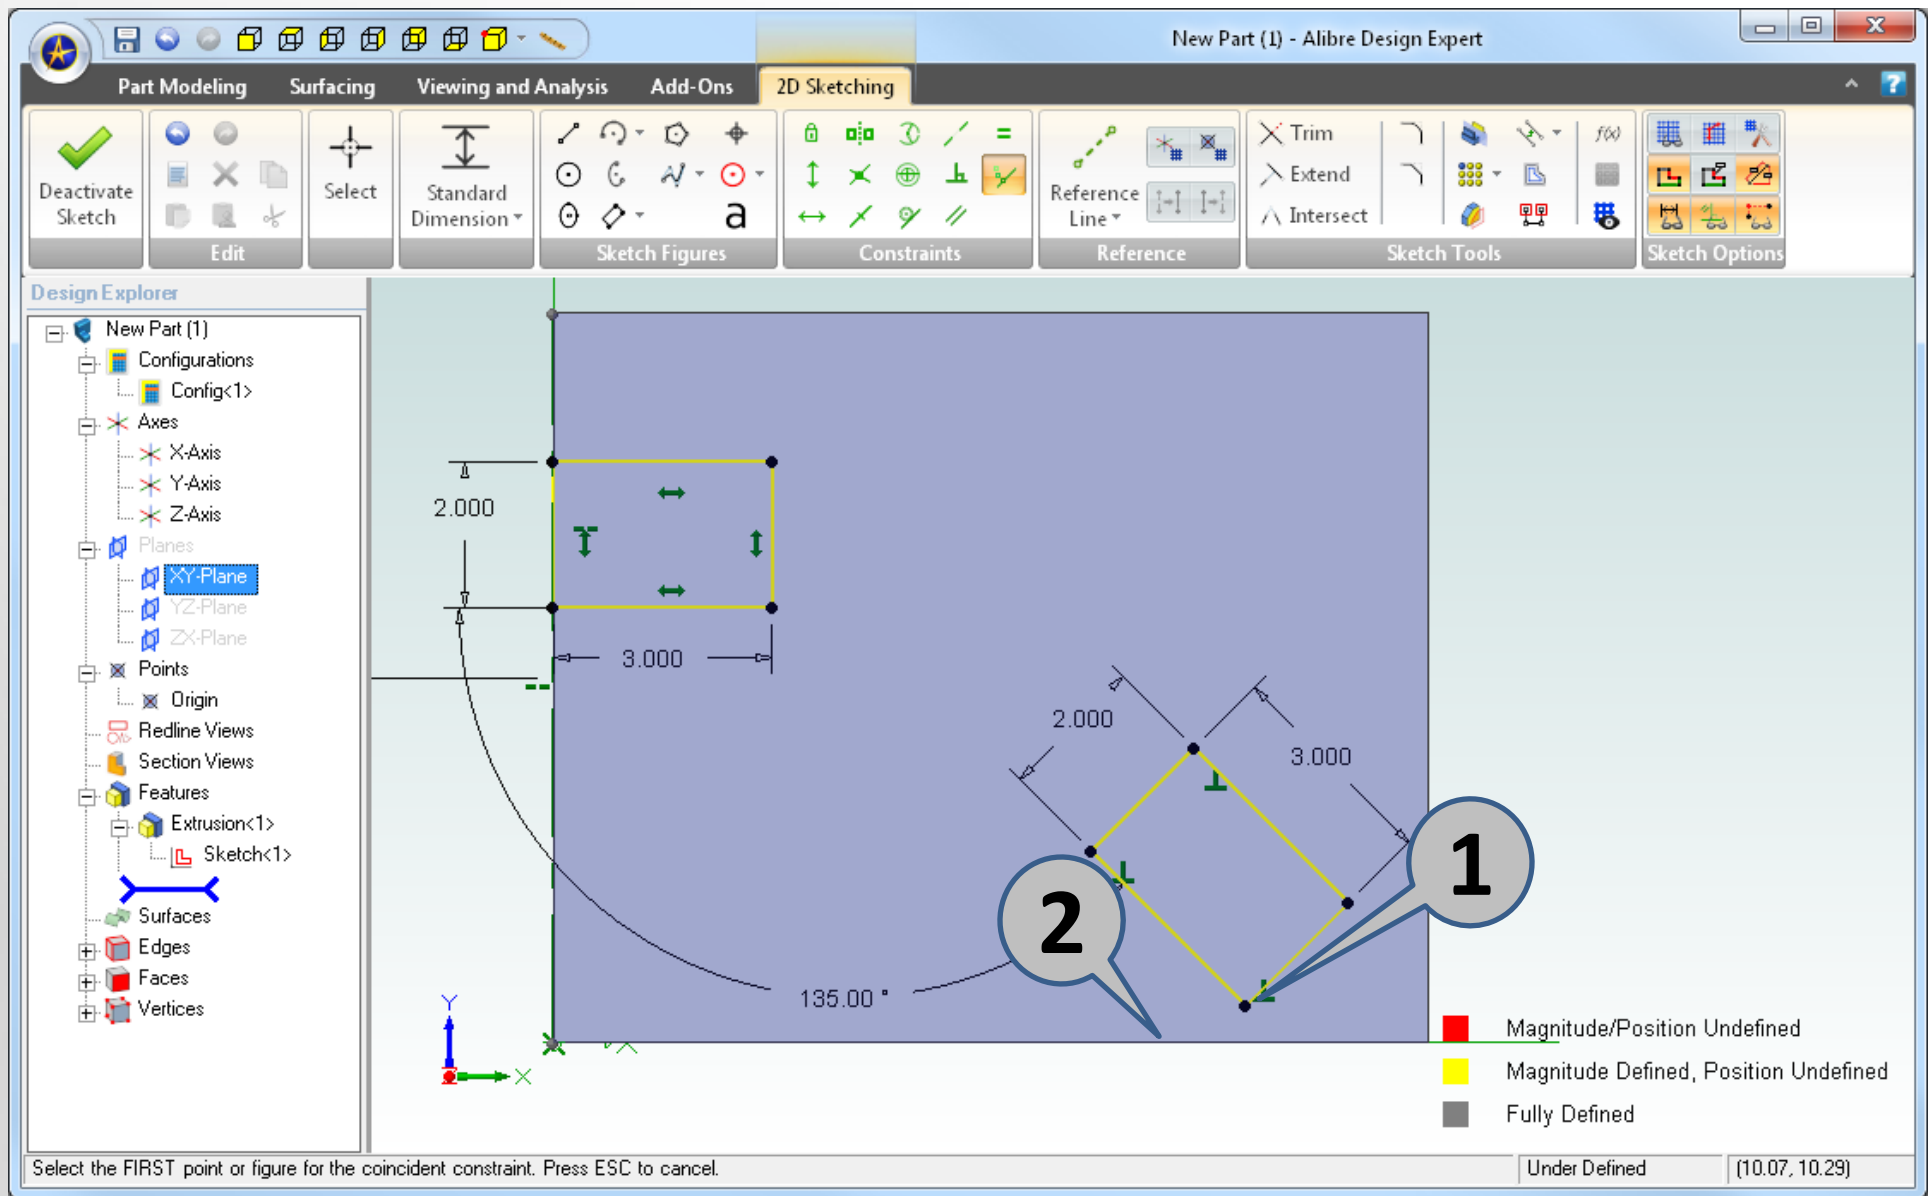 New Part (1) - Alibre Design Expert
Part Modeling
Surfacing
Viewing and Analysis
Add-Ons
2D Sketching
Deactivate
Sketch
Edit
Select
Standard
Dimension
a
Sketch Figures
Constraints
Reference
Line
Reference
Trim
Extend
Intersect
f(x)
Sketch Tools
Sketch Options
Design Explorer
New Part (1)
Configurations
Config<1>
Axes
X-Axis
Y-Axis
Z-Axis
Planes
XY-Plane
YZ-Plane
ZX-Plane
Points
Origin
Redline Views
Section Views
Features
Extrusion<1>
Sketch<1>
Surfaces
Edges
Faces
Vertices
2.000
3.000
2.000
3.000
1
2
135.00 °
Y
X
Magnitude/Position Undefined
Magnitude Defined, Position Undefined
Fully Defined
Select the FIRST point or figure for the coincident constraint. Press ESC to cancel.
Under Defined
(10.07, 10.29)